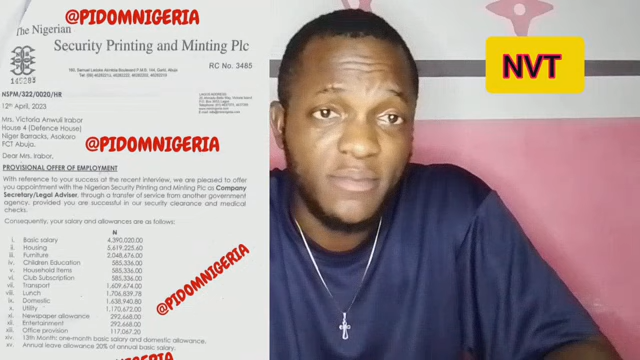 @PIDOMNIGERIA
The Nigerian
Security Printing and Minting Plc
RC No. 3485
NSPM/322/0020/HR
12th April, 2023
Mrs. Victoria Anwuli Irabor
House 4 [Defence House]
Niger Barracks, Asokoro
FCT Abuja.
@PIDOMNIGERIA
Dear Mrs. Irabor,
PROVISIONAL OFFER OF EMPLOYMENT
With reference to your success at the recent interview, we are pleased to offer
you appointment with the Nigerian Security Printing and Minting Plc as Company
Secretary/Legal Adviser, through a transfer of service from another government
agency, provided you are successful in our security clearance and medical
checks.
Consequently, your salary and allowances are as follows:
N
i. Basic salary 4,390,020.00
ii. Housing 5,619,225.60
iii. Furniture 2,048,676.00
iv. Children Education 585,336.00
v. Household Items 585,336.00
vi. Club Subscription 585,336.00
vii. Transport 1,609,674.00
viii. Lunch 1,706,839.78
ix. Domestic 1,638,940.80
x. Utility 1,170,672.00
xi. Newspaper allowance 292,668.00
xii. Entertainment 292,668.00
xiii. Office provision 117,067.20
xiv. 13th Month: one-month basic salary and domestic allowance.
xv. Annual leave allowance 20% of annual basic salary.
@PIDOMNIGERIA
NVT